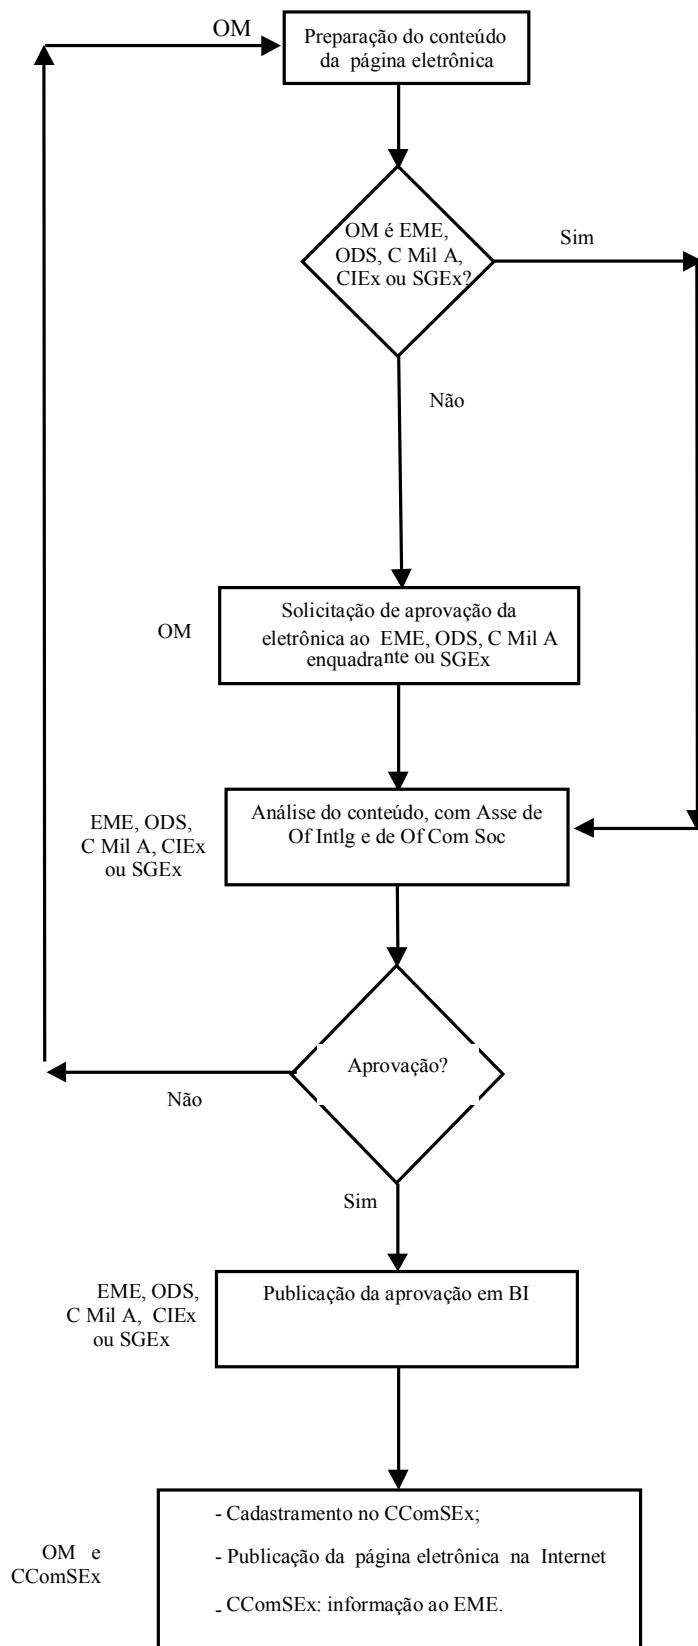 OM
Preparação do conteúdo
da página eletrônica
OM é EME,
ODS, C Mil A,
CIEx ou SGEx?
Sim
Não
OM
Solicitação de aprovação da
eletrônica ao EME, ODS, C Mil A
enquadrante ou SGEx
EME, ODS,
C Mil A, CIEx
ou SGEx
Análise do conteúdo, com Asse de
Of Intlg e de Of Com Soc
Aprovação?
Não
Sim
EME, ODS,
C Mil A, CIEx
ou SGEx
Publicação da aprovação em BI
OM e
CComSEx
- Cadastramento no CComSEx;
- Publicação da página eletrônica na Internet
- CComSEx: informação ao EME.